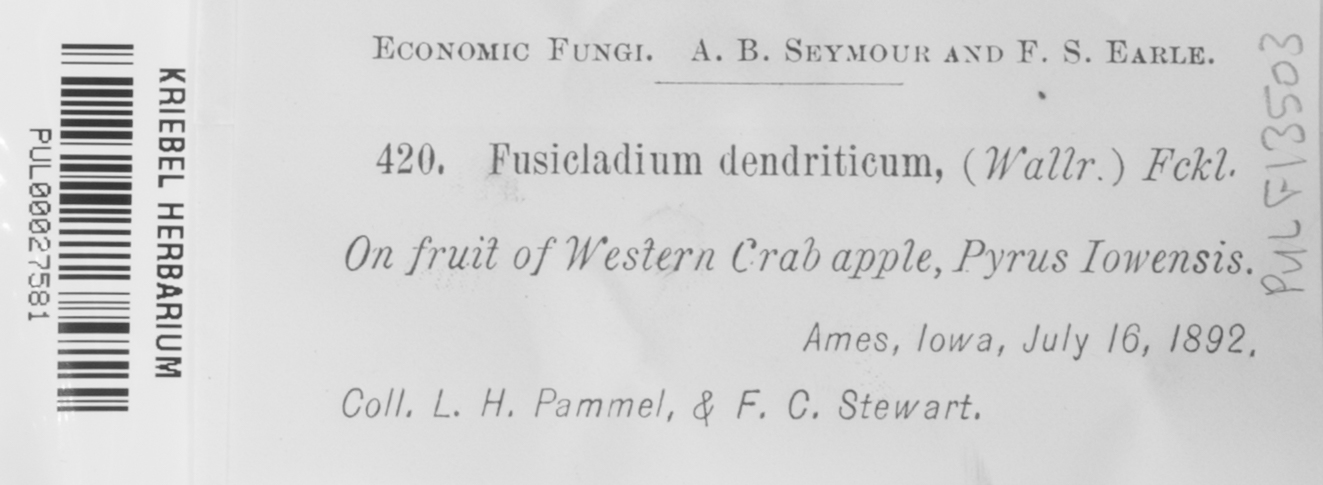 ECONOMIC FUNGI. A. B. SEYMOUR AND F. S. EARLE.
420. Fusicladium dendriticum, (Wallr.) Fckl.
On fruit of Western Crab apple, Pyrus Iowensis.
Ames, Iowa, July 16, 1892.
Coll. L. H. Pammel, & F. C. Stewart.
KRIEBEL HERBARIUM
PUL00027581
PUL F13503